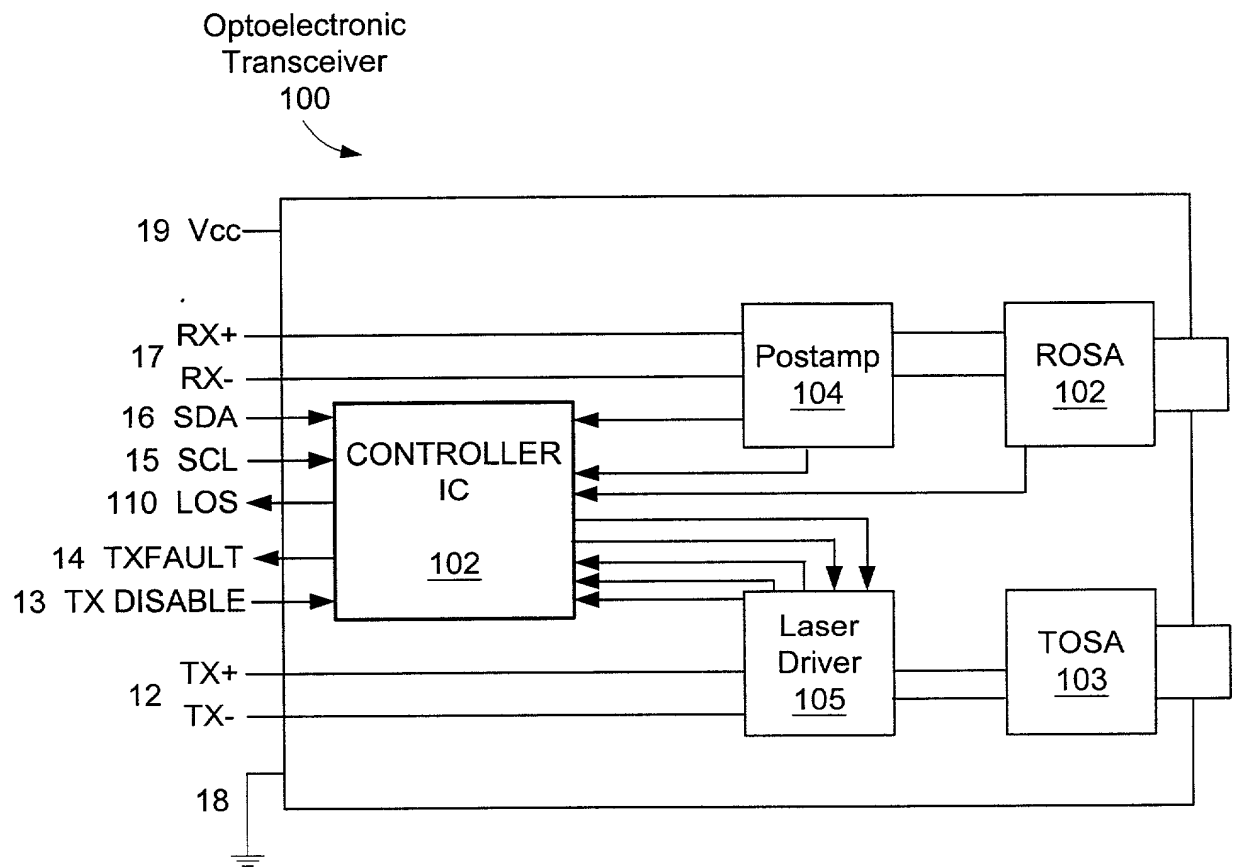 Optoelectronic
Transceiver
100
19 Vcc
17
RX+
RX-
16 SDA
15 SCL
110 LOS
14 TXFAULT
13 TX DISABLE
12
TX+
TX-
18
CONTROLLER
IC
102
Postamp
104
ROSA
102
Laser
Driver
105
TOSA
103